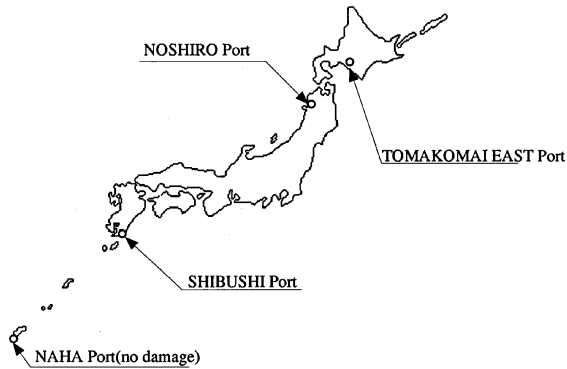 NOSHIRO Port
TOMAKOMAI EAST Port
SHIBUSHI Port
NAHA Port(no damage)